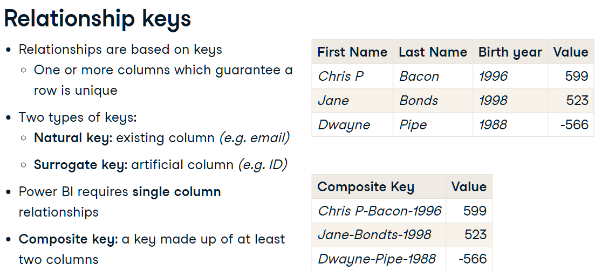 Relationship keys
• Relationships are based on keys
○ One or more columns which guarantee a
row is unique
• Two types of keys:
○ Natural key: existing column (e.g. email)
○ Surrogate key: artificial column (e.g. ID)
• Power BI requires single column
relationships
• Composite key: a key made up of at least
two columns
First Name Last Name Birth year Value
Chris P Bacon 1996 599
Jane Bonds 1998 523
Dwayne Pipe 1988 -566
Composite Key Value
Chris P-Bacon-1996 599
Jane-Bondts-1998 523
Dwayne-Pipe-1988 -566